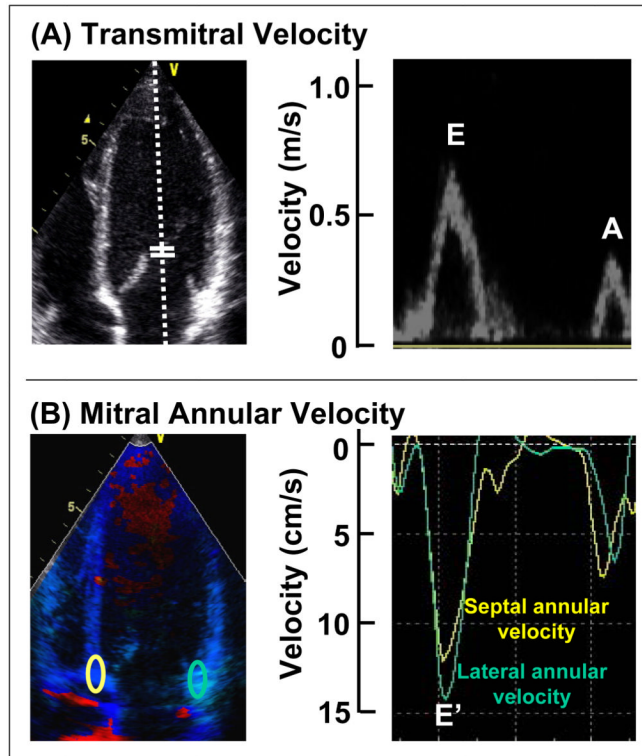 (A) Transmitral Velocity
V
5
Velocity (m/s)
1.0
0.5
0
E
A
(B) Mitral Annular Velocity
V
5
Velocity (cm/s)
0
5
10
15
Septal annular
velocity
Lateral annular
velocity
E’